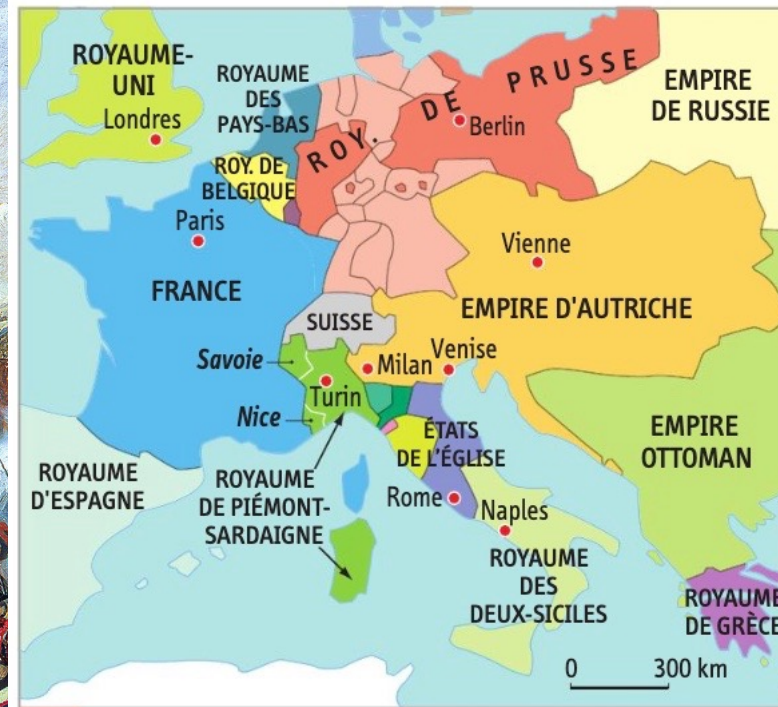 ROYAUME-
UNI
Londres
ROYAUME
DES
PAYS-BAS
ROY. DE PRUSSE
Berlin
EMPIRE
DE RUSSIE
ROY. DE
BELGIQUE
Paris
FRANCE
Vienne
EMPIRE D'AUTRICHE
SUISSE
Savoie
Milan
Venise
Turin
Nice
ÉTATS
DE L'ÉGLISE
EMPIRE
OTTOMAN
ROYAUME
D'ESPAGNE
ROYAUME
DE PIÉMONT-
SARDAIGNE
Rome
Naples
ROYAUME
DES
DEUX-SICILES
ROYAUME
DE GRÈCE
0 300 km